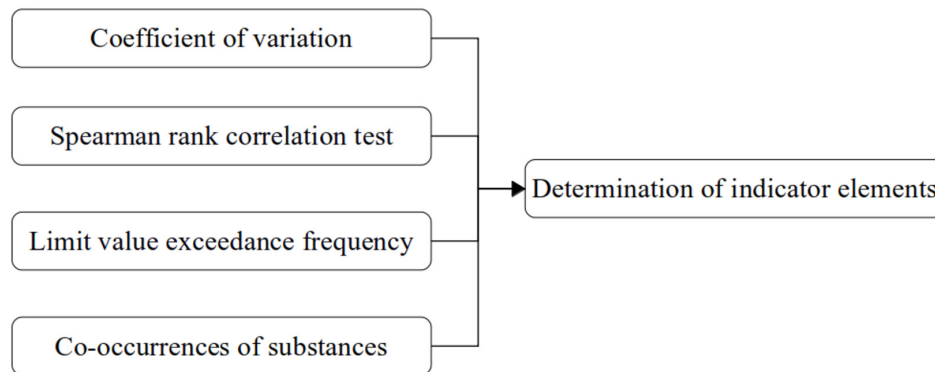 Coefficient of variation
Spearman rank correlation test
Determination of indicator elements
Limit value exceedance frequency
Co-occurrences of substances